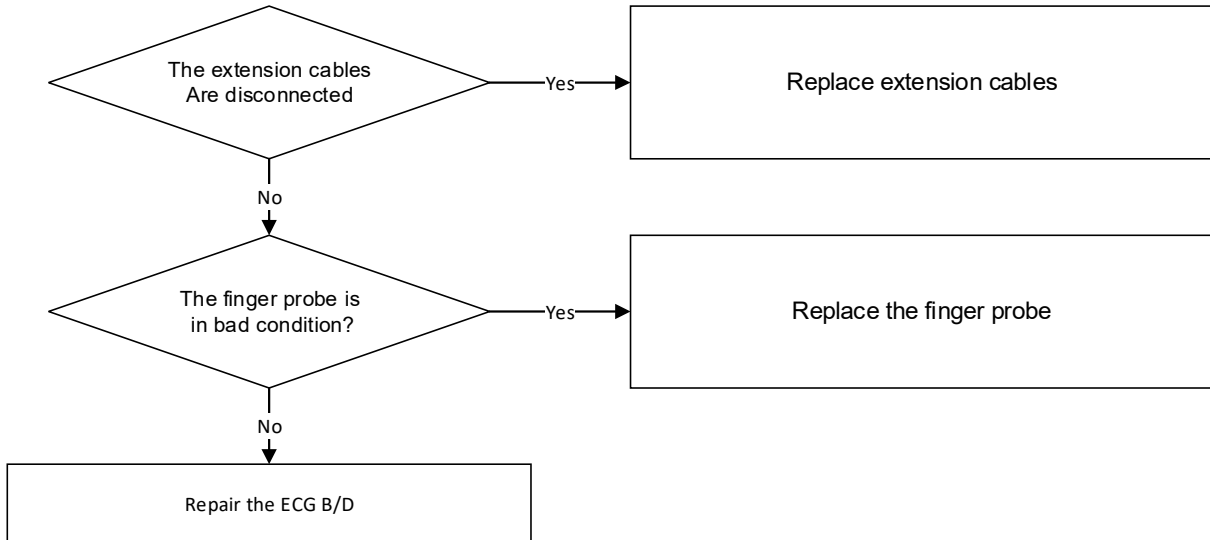 The extension cables
Are disconnected
Yes
Replace extension cables
No
The finger probe is
in bad condition?
Yes
Replace the finger probe
No
Repair the ECG B/D